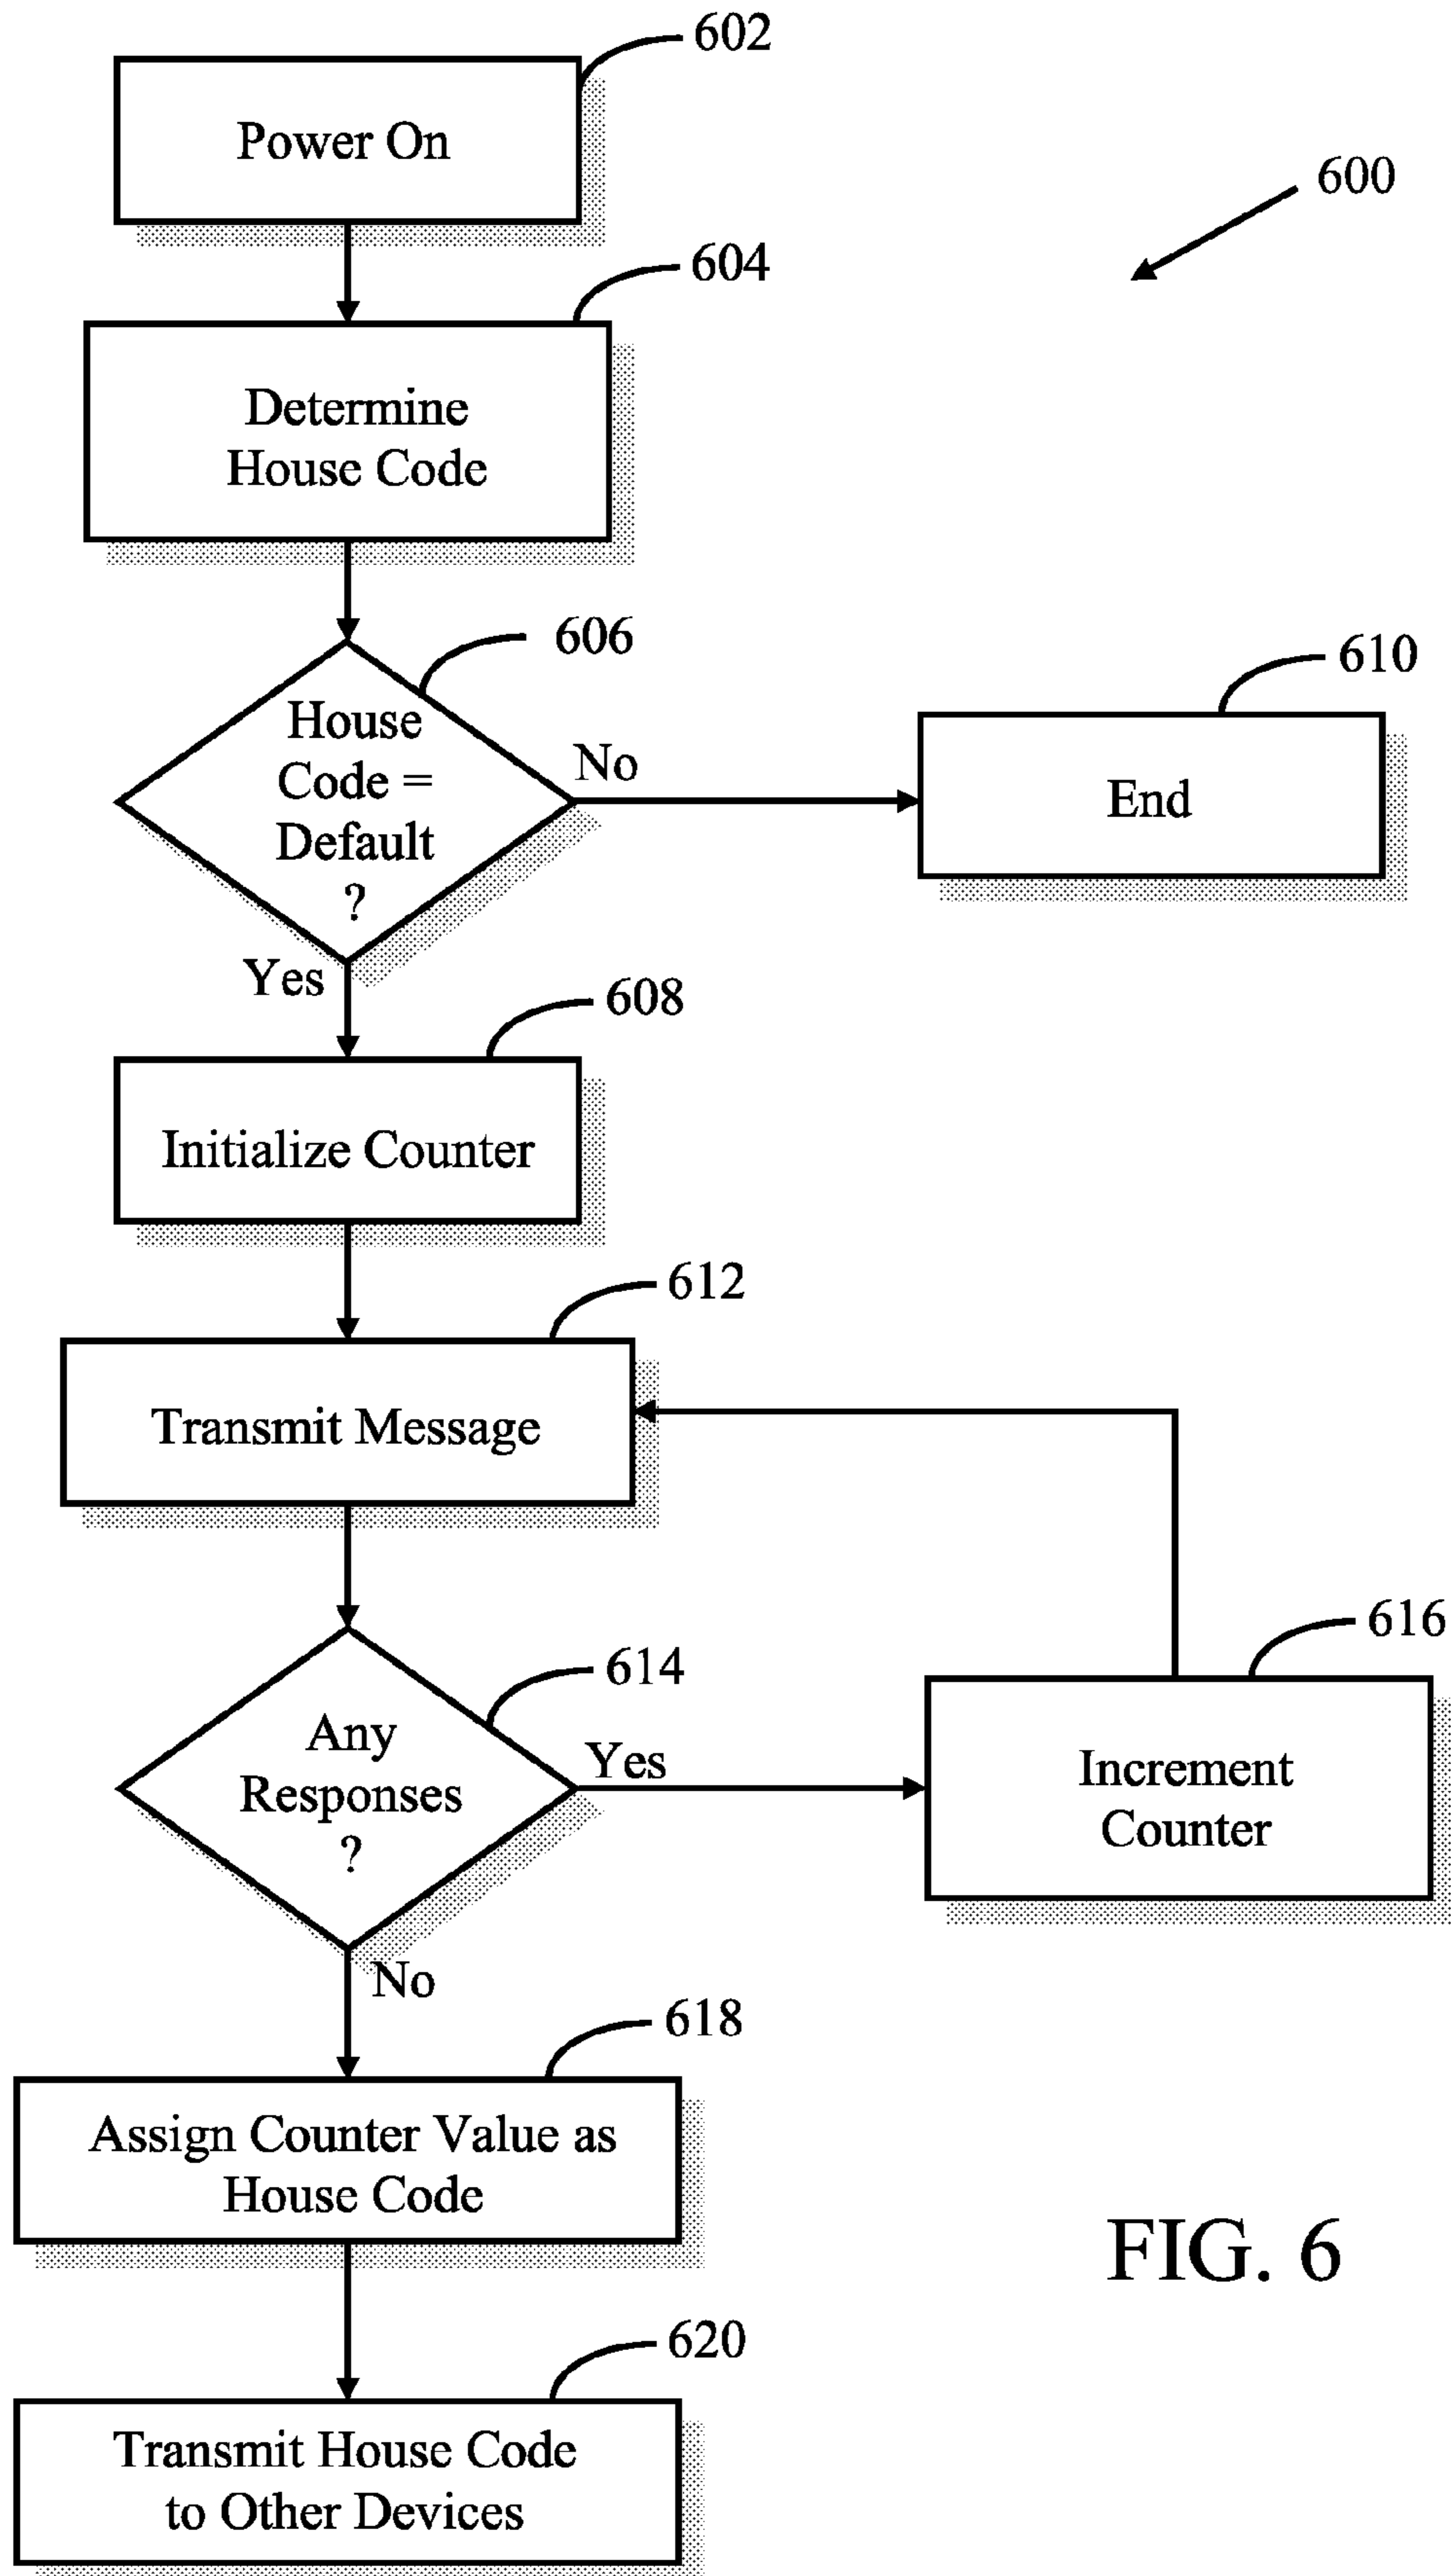 602
Power On
600
604
Determine
House Code
606
House
Code =
Default
?
No
610
End
Yes
608
Initialize Counter
612
Transmit Message
614
Any
Responses
?
Yes
616
Increment
Counter
No
618
Assign Counter Value as
House Code
FIG. 6
620
Transmit House Code
to Other Devices